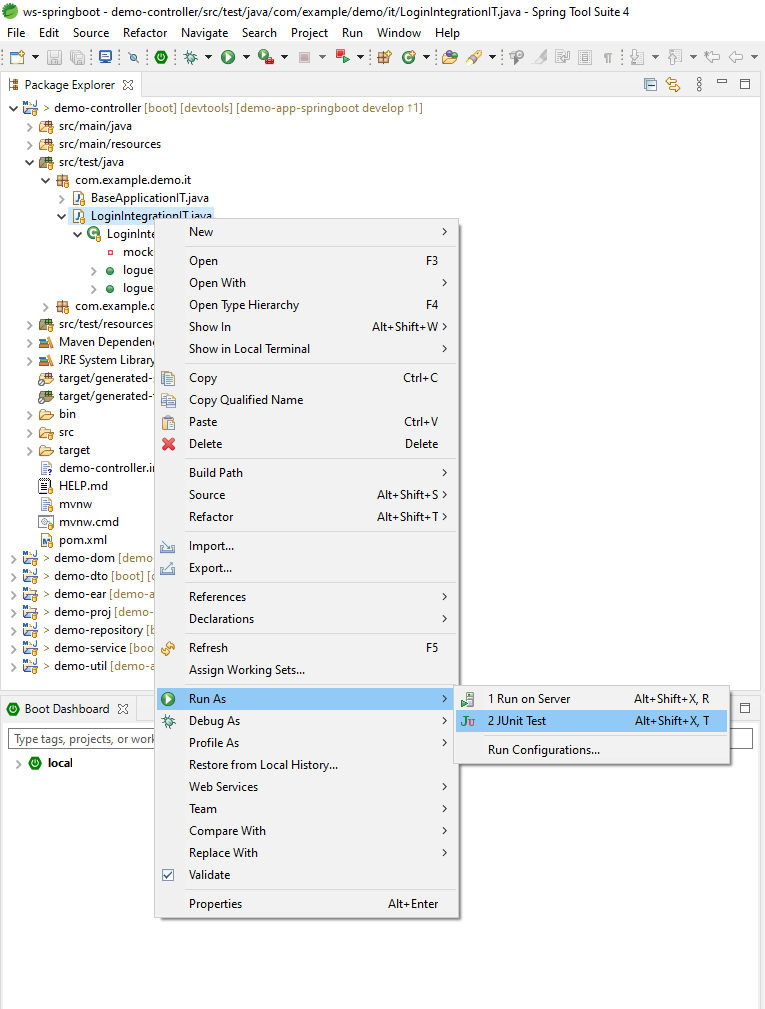 ws-springboot - demo-controller/src/test/java/com/example/demo/it/LoginIntegrationIT.java - Spring Tool Suite 4
File Edit Source Refactor Navigate Search Project Run Window Help
Package Explorer
> demo-controller [boot] [devtools] [demo-app-springboot develop ↑1]
src/main/java
src/main/resources
src/test/java
com.example.demo.it
BaseApplicationIT.java
LoginIntegrationIT.java
LoginInte
mock
logue
logue
com.example.d
src/test/resources
Maven Dependen
JRE System Library
target/generated-
target/generated-
bin
src
target
demo-controller.i
HELP.md
mvnw
mvnw.cmd
pom.xml
> demo-dom [demo
> demo-dto [boot] [d
> demo-ear [demo-a
> demo-proj [demo-
> demo-repository [b
> demo-service [boo
> demo-util [demo-a
New
Open F3
Open With
Open Type Hierarchy F4
Show In Alt+Shift+W
Show in Local Terminal
Copy Ctrl+C
Copy Qualified Name
Paste Ctrl+V
Delete Delete
Build Path
Source Alt+Shift+S
Refactor Alt+Shift+T
Import...
Export...
References
Declarations
Refresh F5
Assign Working Sets...
Run As
Debug As
Profile As
Restore from Local History...
Web Services
Team
Compare With
Replace With
Validate
Properties Alt+Enter
1 Run on Server Alt+Shift+X, R
2 JUnit Test Alt+Shift+X, T
Run Configurations...
Boot Dashboard
Type tags, projects, or work
local